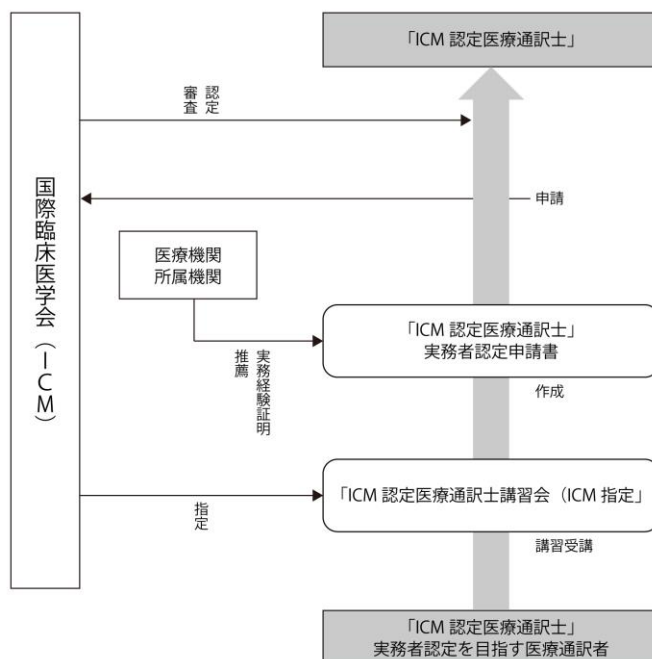 「ICM 認定医療通訳士」
認定
審査
申請
国際臨床医学会(ICM)
医療機関
所属機関
「ICM 認定医療通訳士」
実務者認定申請書
実務経験証明
推薦
作成
「ICM 認定医療通訳士講習会(ICM 指定」
指定
講習受講
「ICM 認定医療通訳士」
実務者認定を目指す医療通訳者